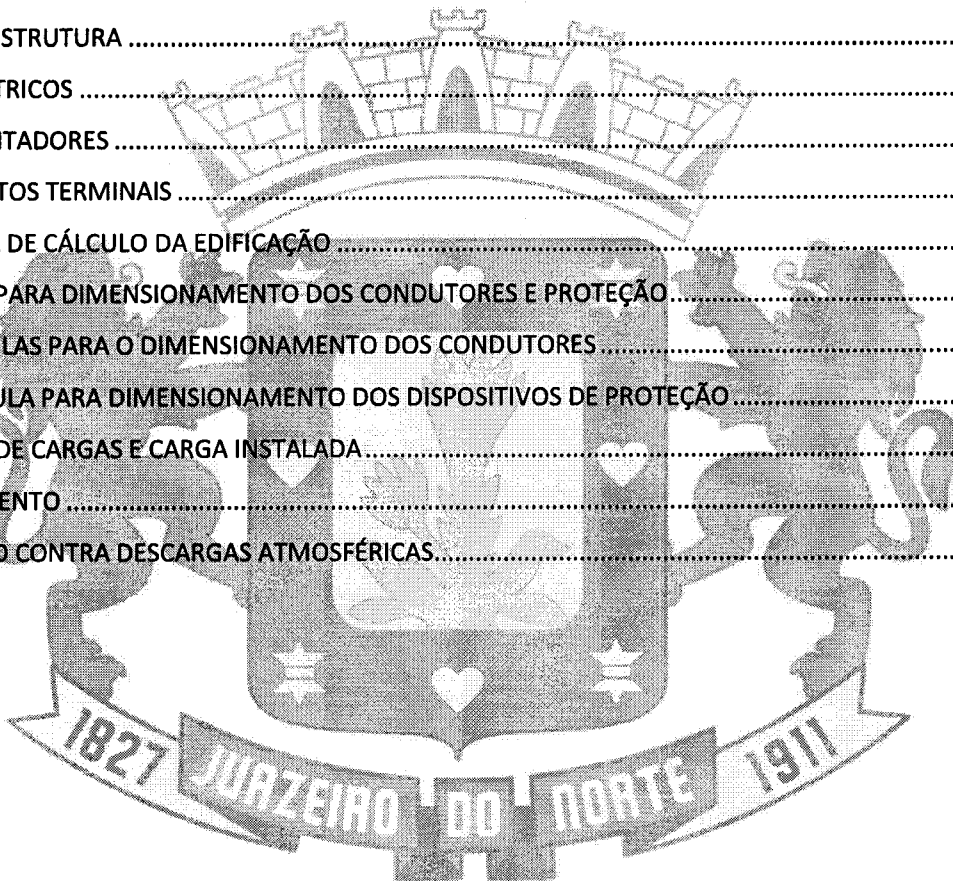 STRUTURA
TRICOS
ITADORES
TOS TERMINAIS
DE CÁLCULO DA EDIFICAÇÃO
PARA DIMENSIONAMENTO DOS CONDUTORES E PROTEÇÃO
LAS PARA O DIMENSIONAMENTO DOS CONDUTORES
ULA PARA DIMENSIONAMENTO DOS DISPOSITIVOS DE PROTEÇÃO
DE CARGAS E CARGA INSTALADA
ENTO
O CONTRA DESCARGAS ATMOSFÉRICAS
1827 JUAZEIRO DO NORTE 1911